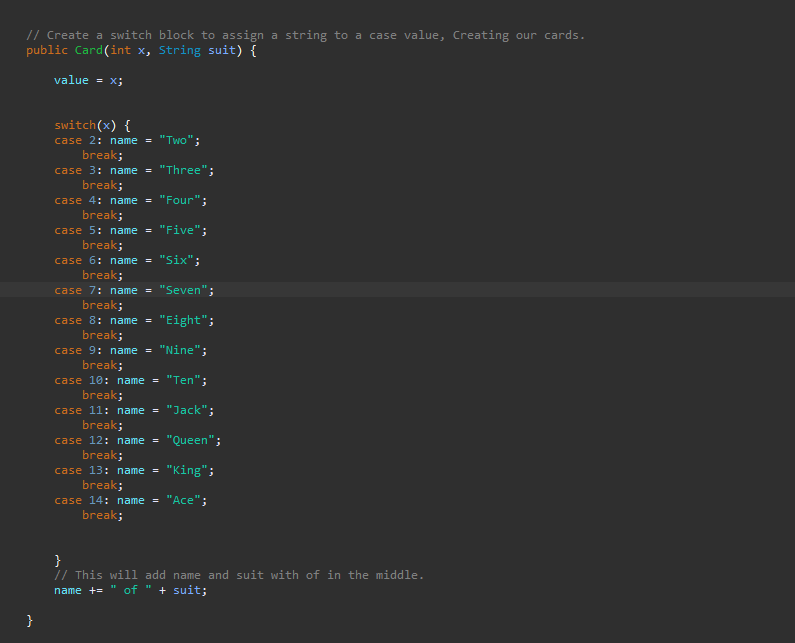 // Create a switch block to assign a string to a case value, Creating our cards.
public Card(int x, String suit) {
value = x;
switch(x) {
case 2: name = "Two";
break;
case 3: name = "Three";
break;
case 4: name = "Four";
break;
case 5: name = "Five";
break;
case 6: name = "Six";
break;
case 7: name = "Seven";
break;
case 8: name = "Eight";
break;
case 9: name = "Nine";
break;
case 10: name = "Ten";
break;
case 11: name = "Jack";
break;
case 12: name = "Queen";
break;
case 13: name = "King";
break;
case 14: name = "Ace";
break;
}
// This will add name and suit with of in the middle.
name += " of " + suit;
}